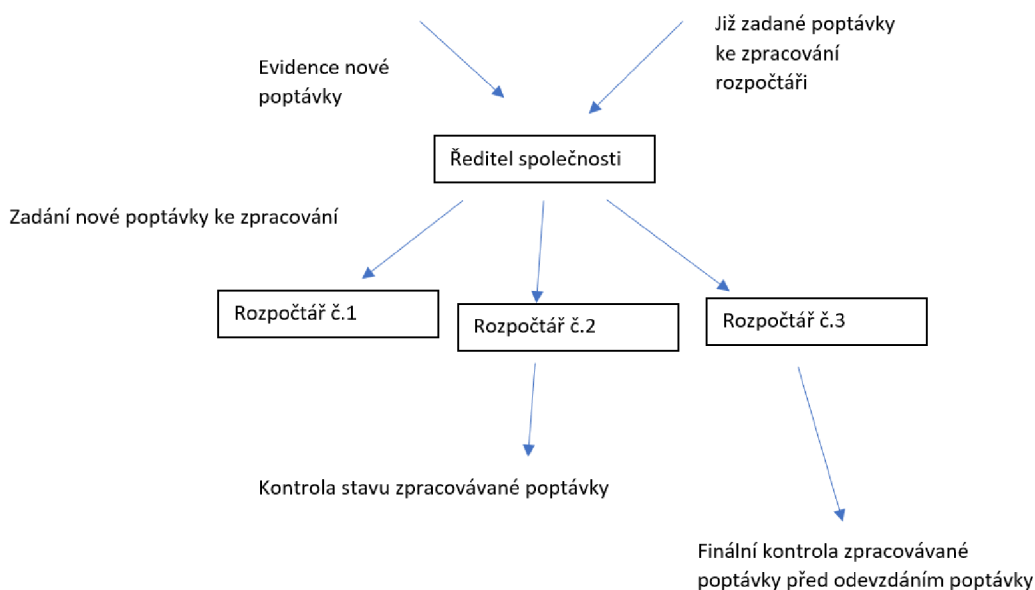 Již zadané poptávky
ke zpracování
rozpočtáři
Evidence nové
poptávky
Ředitel společnosti
Zadání nové poptávky ke zpracování
Rozpočtář č.1
Rozpočtář č.2
Rozpočtář č.3
Kontrola stavu zpracovávané poptávky
Finální kontrola zpracovávané
poptávky před odevzdáním poptávky